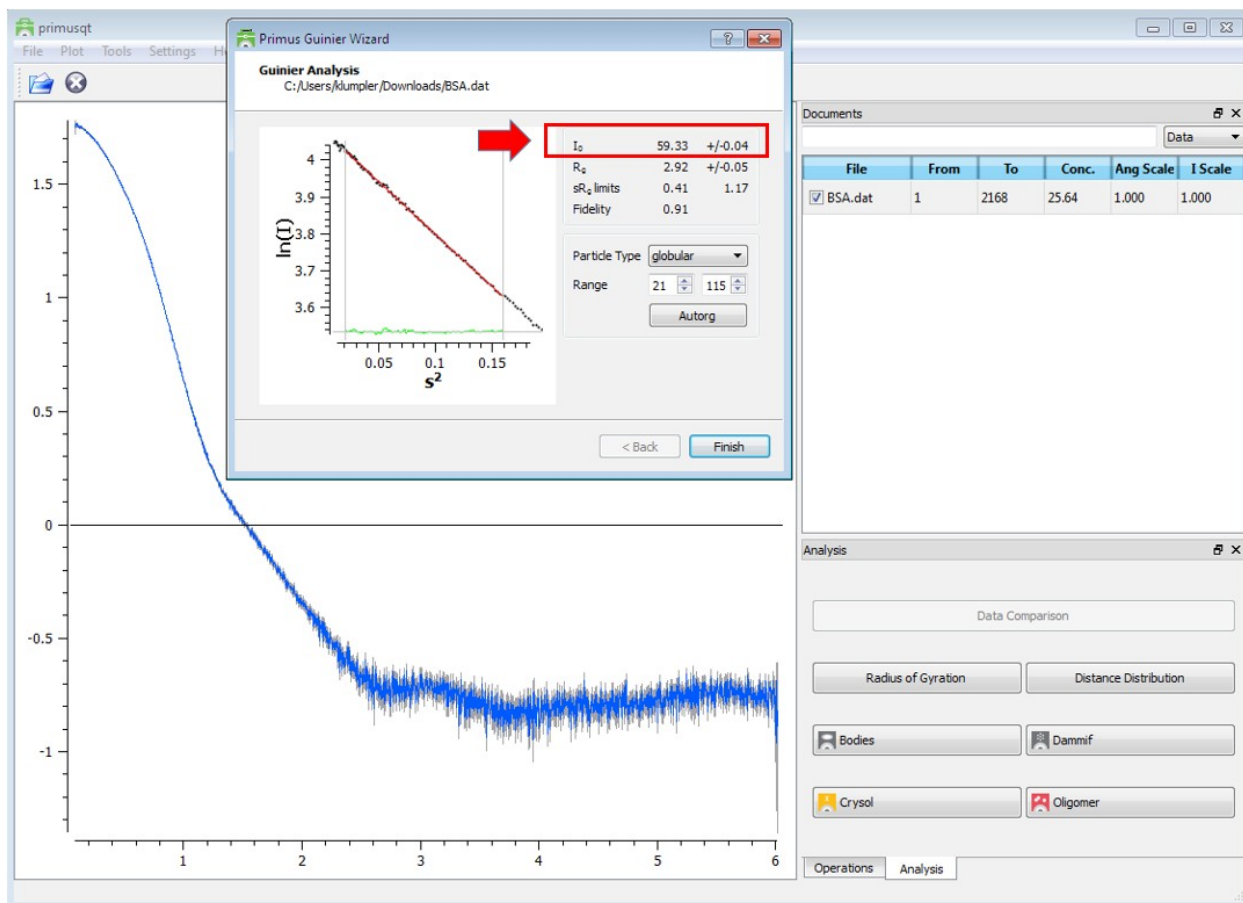 primusqt
File Plot Tools Settings H
Primus Guinier Wizard
Guinier Analysis
C:/Users/klumpler/Downloads/BSA.dat
I₀ 59.33 +/-0.04
Rg 2.92 +/-0.05
sRg limits 0.41 1.17
Fidelity 0.91
Particle Type globular
Range 21 115
Autorg
ln(I)
4
3.9
3.8
3.7
3.6
0.05 0.1 0.15
s²
< Back Finish
1.5
1
0.5
0
-0.5
-1
1 2 3 4 5 6
Documents
Data
File From To Conc. Ang Scale I Scale
BSA.dat 1 2168 25.64 1.000 1.000
Analysis
Data Comparison
Radius of Gyration Distance Distribution
Bodies Dammif
Crysol Oligomer
Operations Analysis